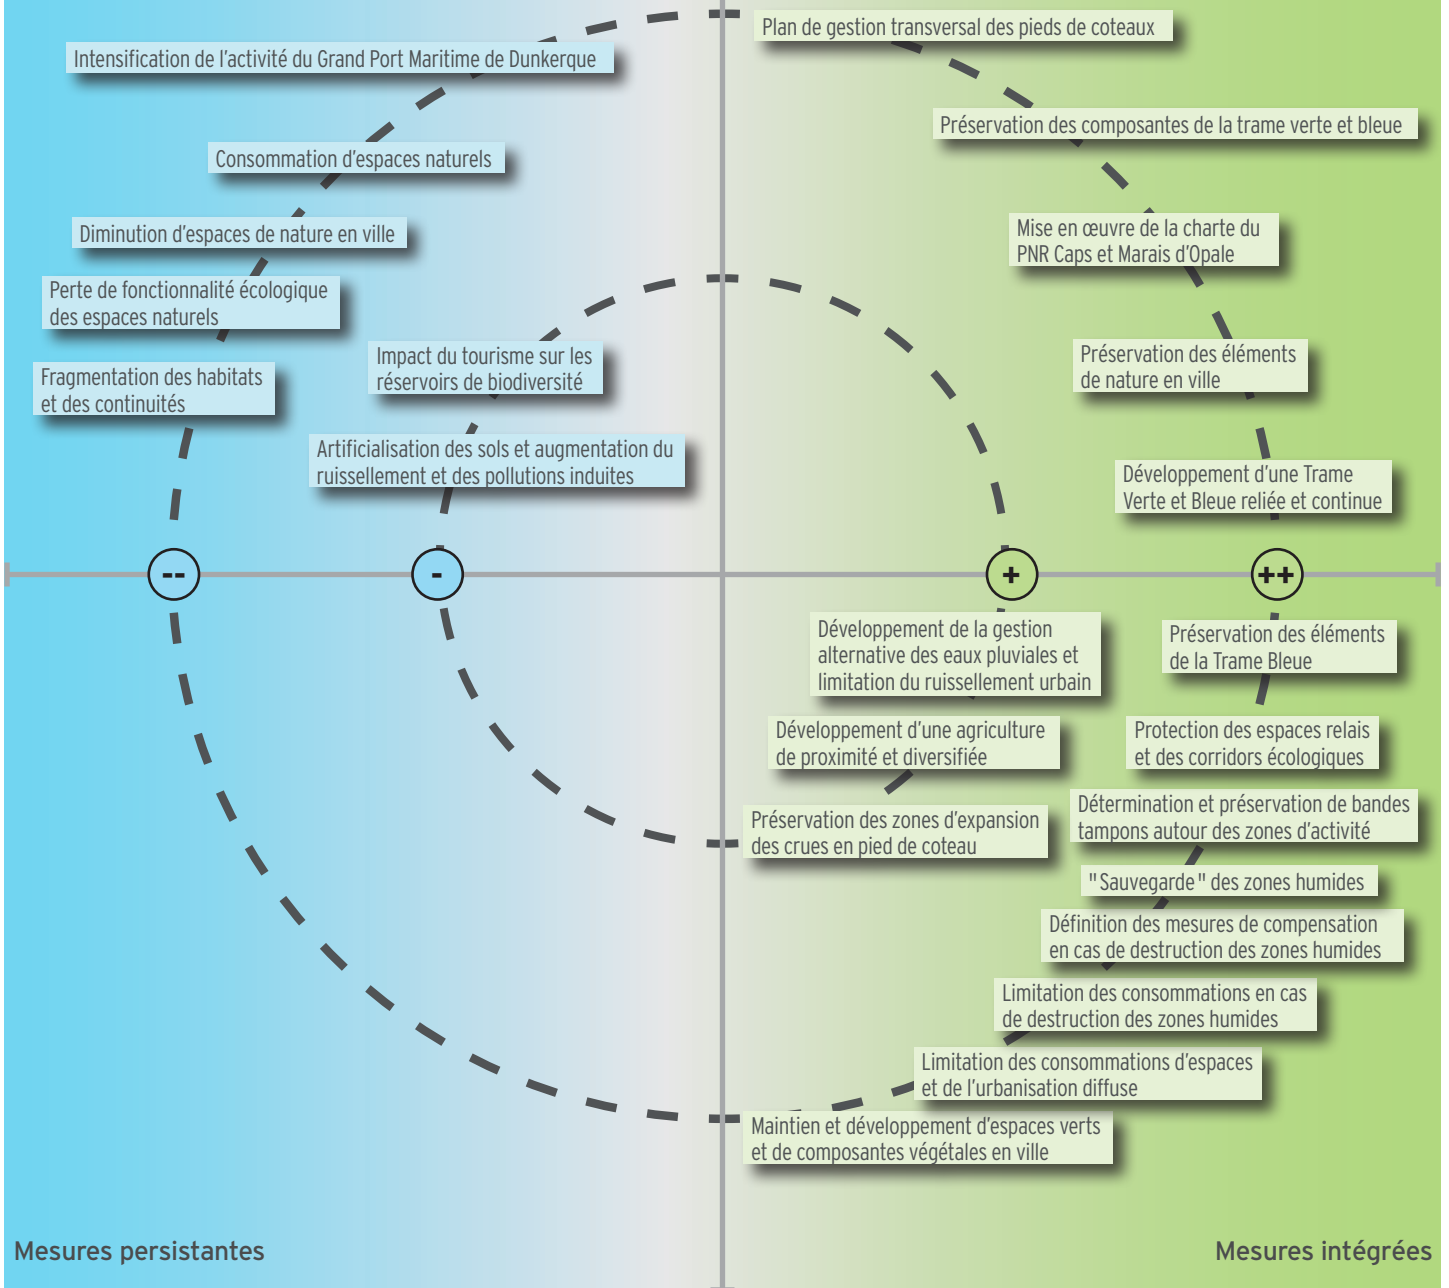 Intensification de l'activité du Grand Port Maritime de Dunkerque
Consommation d'espaces naturels
Diminution d'espaces de nature en ville
Perte de fonctionnalité écologique
des espaces naturels
Fragmentation des habitats
et des continuités
Impact du tourisme sur les
réservoirs de biodiversité
Artificialisation des sols et augmentation du
ruissellement et des pollutions induites
Plan de gestion transversal des pieds de coteaux
Préservation des composantes de la trame verte et bleue
Mise en œuvre de la charte du
PNR Caps et Marais d'Opale
Préservation des éléments
de nature en ville
Développement d'une Trame
Verte et Bleue reliée et continue
--
-
+
++
Développement de la gestion
alternative des eaux pluviales et
limitation du ruissellement urbain
Préservation des éléments
de la Trame Bleue
Développement d'une agriculture
de proximité et diversifiée
Protection des espaces relais
et des corridors écologiques
Préservation des zones d'expansion
des crues en pied de coteau
Détermination et préservation de bandes
tampons autour des zones d'activité
"Sauvegarde" des zones humides
Définition des mesures de compensation
en cas de destruction des zones humides
Limitation des consommations en cas
de destruction des zones humides
Limitation des consommations d'espaces
et de l'urbanisation diffuse
Maintien et développement d'espaces verts
et de composantes végétales en ville
Mesures persistantes
Mesures intégrées